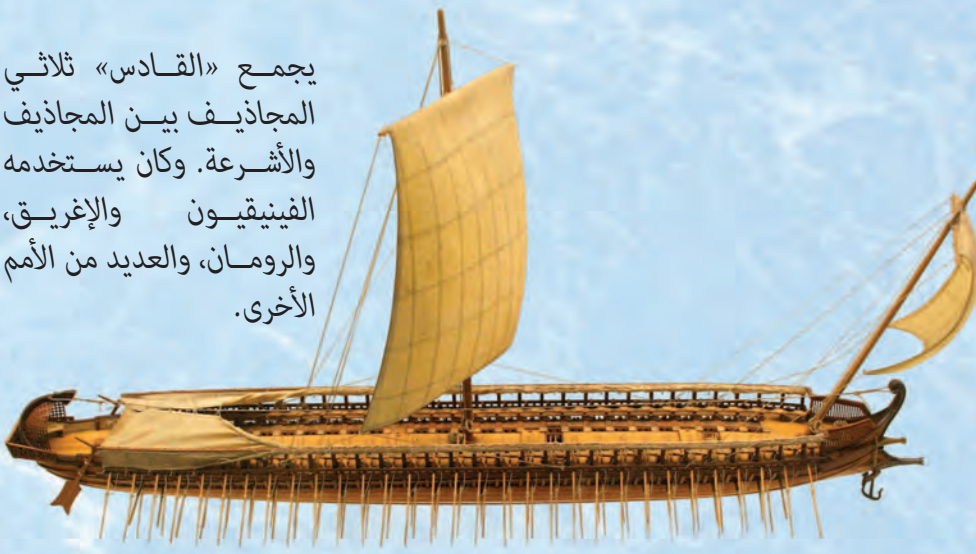 يجمع «القادس» ثلاثي
المجاذيف بين المجاذيف
والأشرعة. وكان يستخدمه
الفينيقيون والإغريق،
والرومان، والعديد من الأمم
الأخرى.